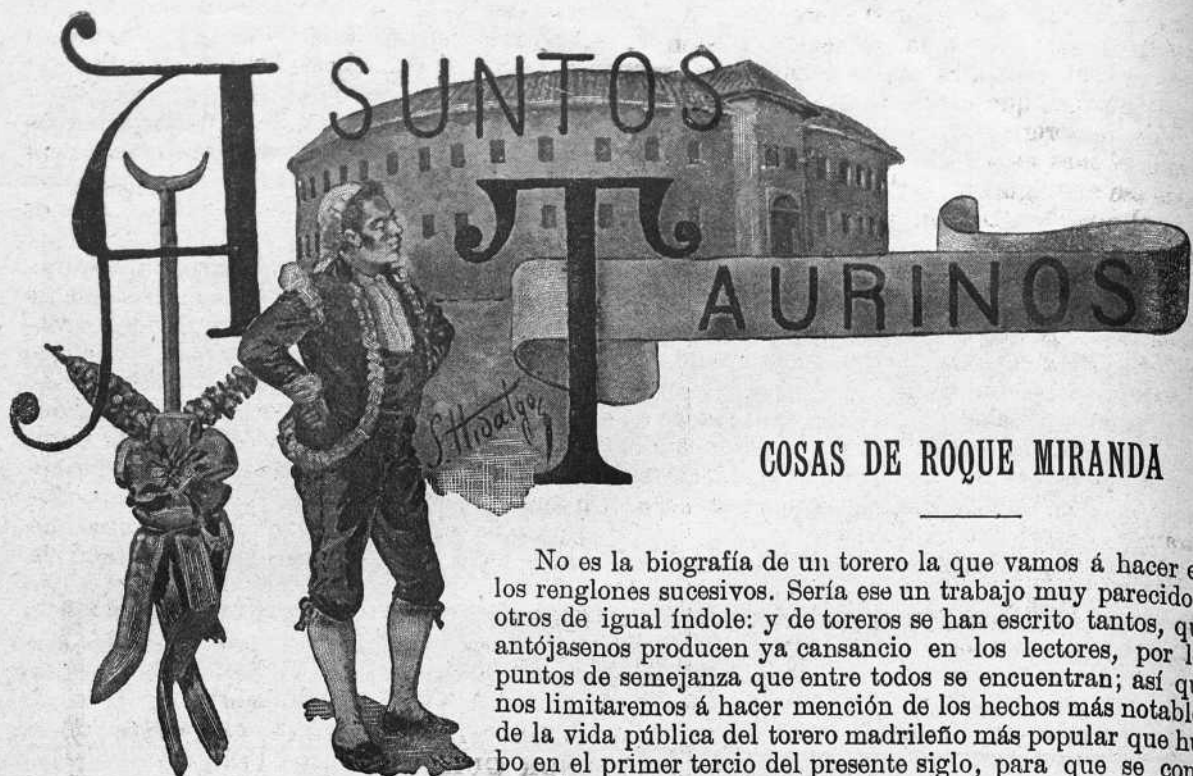 ASUNTOS
TAURINOS
S. Hidalgo
COSAS DE ROQUE MIRANDA
No es la biografía de un torero la que vamos á hacer
los renglones sucesivos. Sería ese un trabajo muy parecido
otros de igual índole: y de toreros se han escrito tantos,
antójasenos producen ya cansancio en los lectores, por
puntos de semejanza que entre todos se encuentran; así
nos limitaremos á hacer mención de los hechos más
de la vida pública del torero madrileño más popular que
bo en el primer tercio del presente siglo, para que se